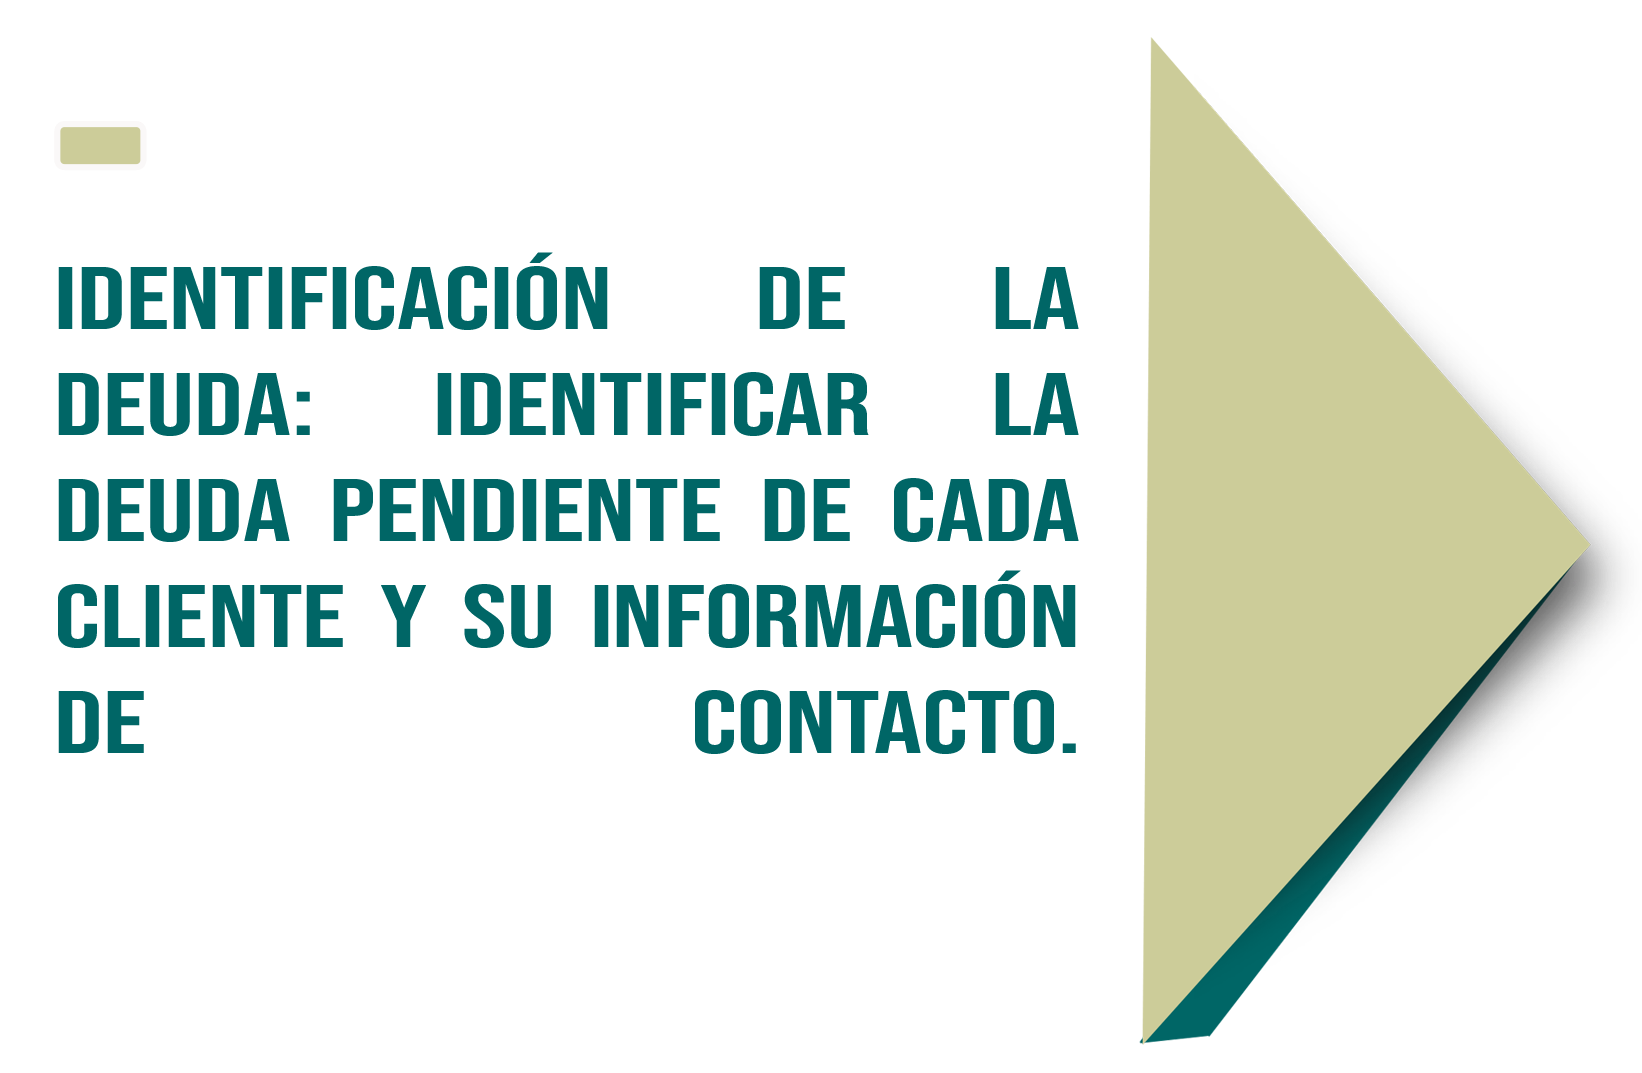 IDENTIFICACIÓN DE LA
DEUDA: IDENTIFICAR LA
DEUDA PENDIENTE DE CADA
CLIENTE Y SU INFORMACIÓN
DE CONTACTO.